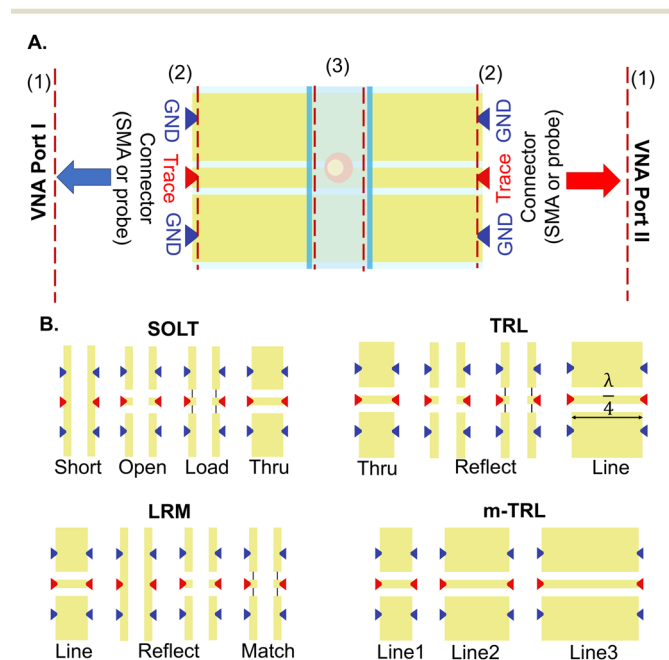 A.
(1)
(2)
(3)
(2)
(1)
VNA Port I
Connector
(SMA or probe)
GND
Trace
GND
GND
Trace
GND
Connector
(SMA or probe)
VNA Port II
B.
SOLT
Short
Open
Load
Thru
TRL
λ
4
Thru
Reflect
Line
LRM
Line
Reflect
Match
m-TRL
Line1
Line2
Line3